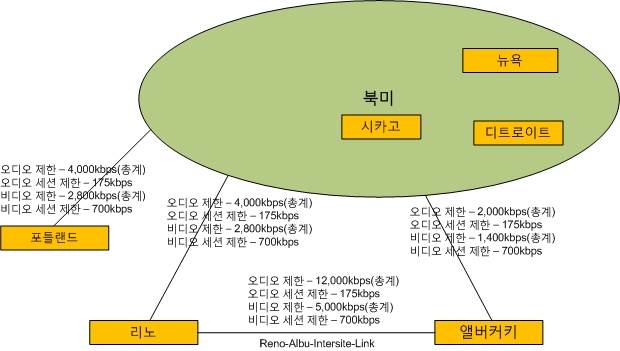 뉴욕
북미
시카고
디트로이트
오디오 제한 – 4,000kbps(총계)
오디오 세션 제한 – 175kbps
비디오 제한 – 2,800kbps(총계)
비디오 세션 제한 – 700kbps
포틀랜드
오디오 제한 – 4,000kbps(총계)
오디오 세션 제한 – 175kbps
비디오 제한 – 2,800kbps(총계)
비디오 세션 제한 – 700kbps
오디오 제한 – 2,000kbps(총계)
오디오 세션 제한 – 175kbps
비디오 제한 – 1,400kbps(총계)
비디오 세션 제한 – 700kbps
오디오 제한 – 12,000kbps(총계)
오디오 세션 제한 – 175kbps
비디오 제한 – 5,000kbps(총계)
비디오 세션 제한 – 700kbps
리노
앨버커키
Reno-Albu-Intersite-Link